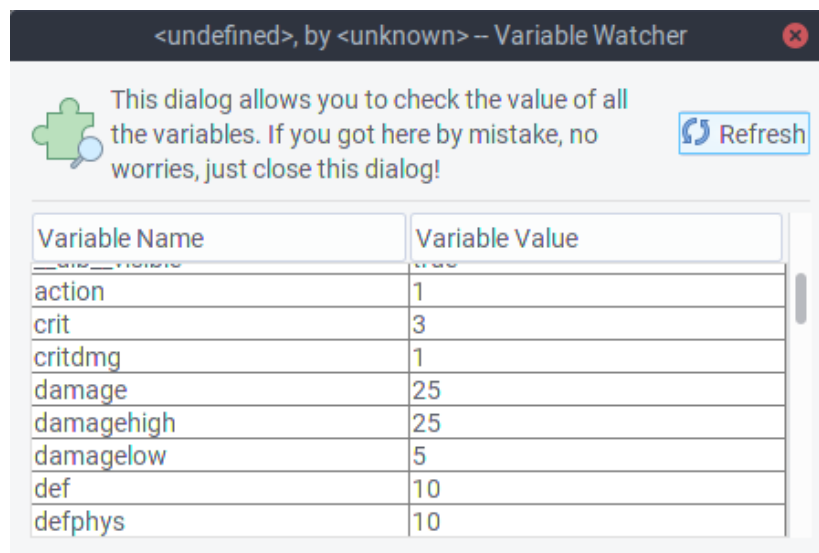 <undefined>, by <unknown> -- Variable Watcher
This dialog allows you to check the value of all
the variables. If you got here by mistake, no
worries, just close this dialog!
Refresh
Variable Name Variable Value
action 1
crit 3
critdmg 1
damage 25
damagehigh 25
damagelow 5
def 10
defphys 10